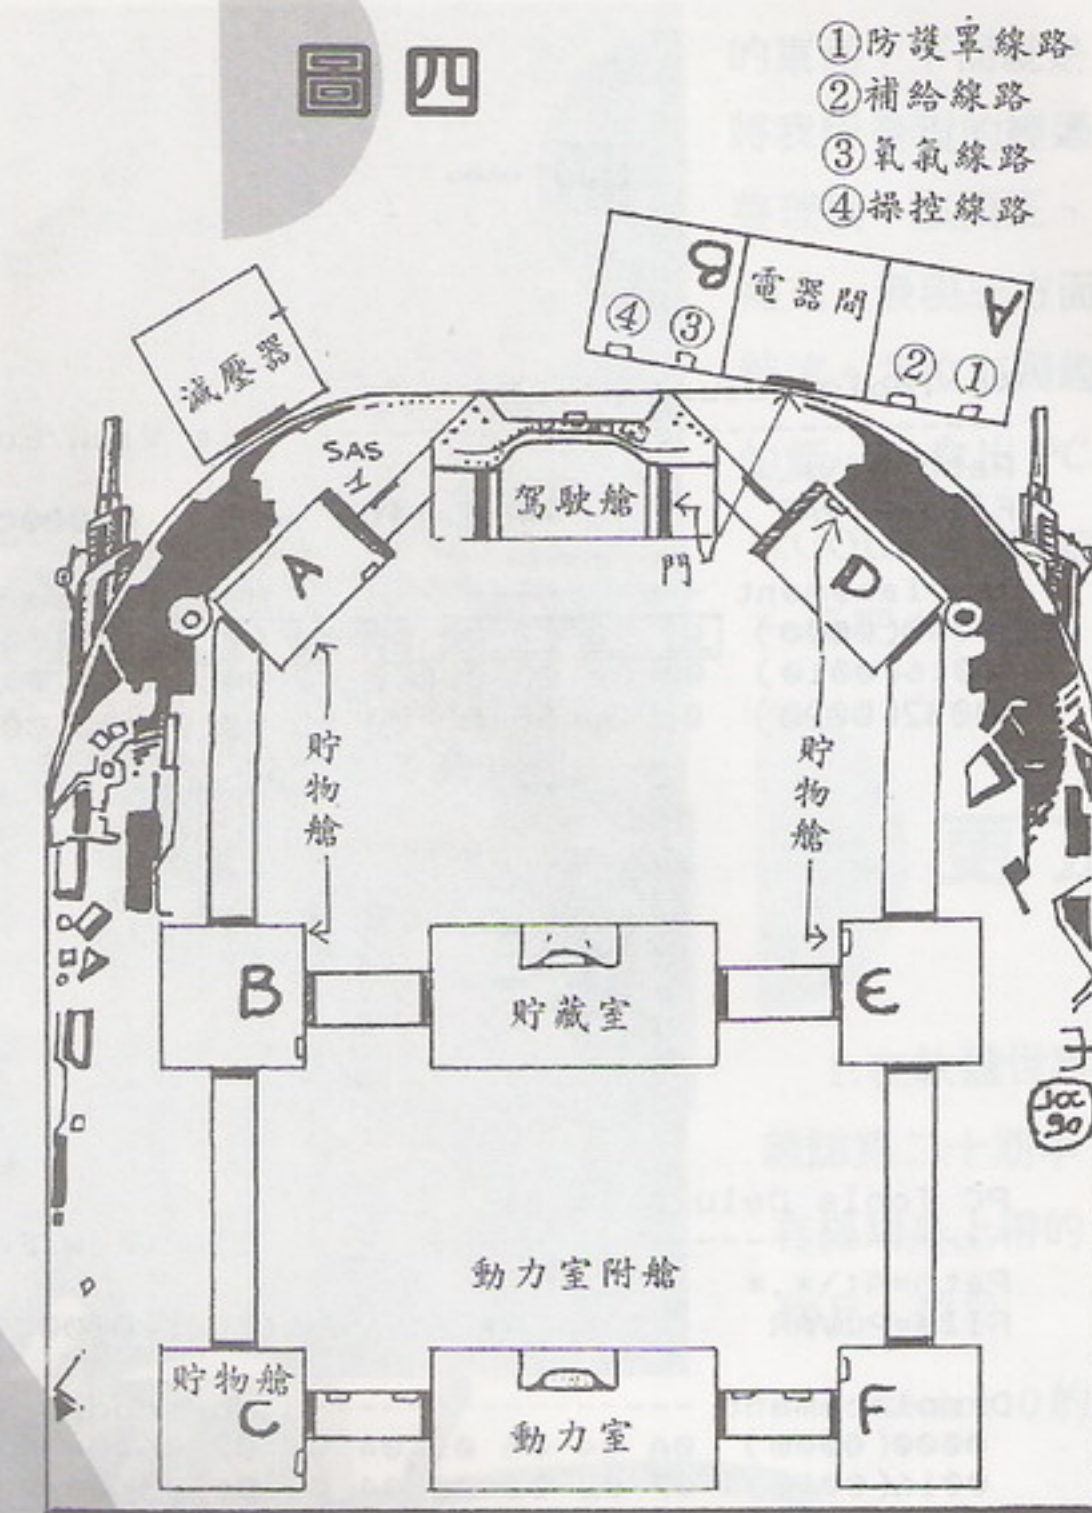 圖四
①防護罩線路
②補給線路
③氧氣線路
④操控線路
B
電器間
A
④
③
②
①
減壓器
SAS
駕駛艙
門
A
D
貯物艙
貯物艙
B
貯藏室
E
動力室附艙
貯物艙
C
動力室
F